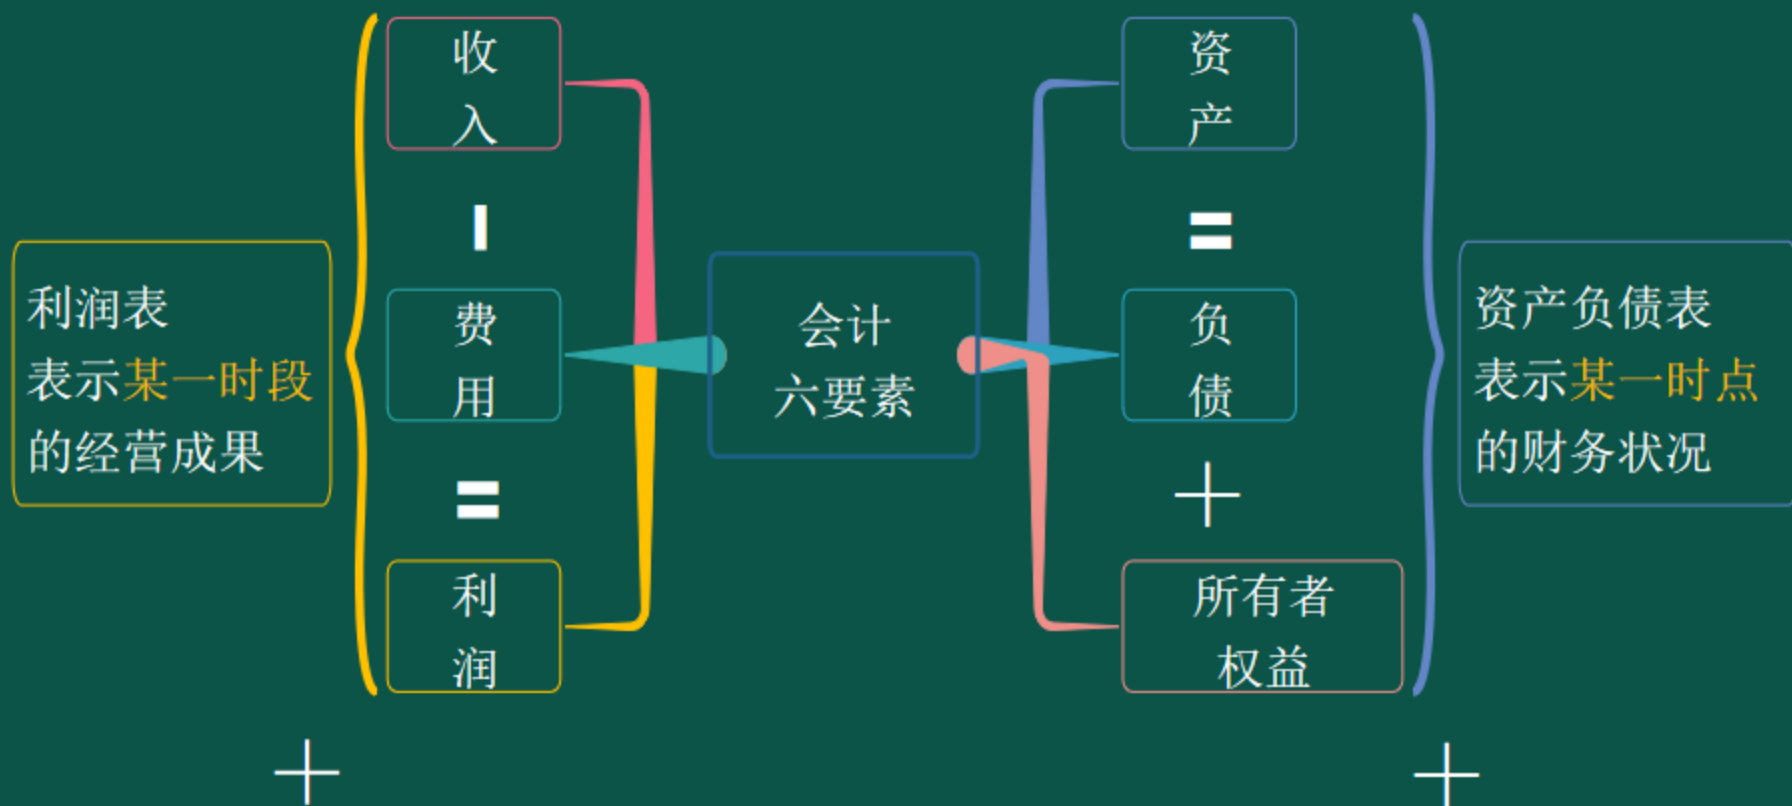 利润表
表示某一时段
的经营成果
收
入
费
用
=
利
润
会计
六要素
资
产
=
负
债
+
所有者
权益
资产负债表
表示某一时点
的财务状况
+
+